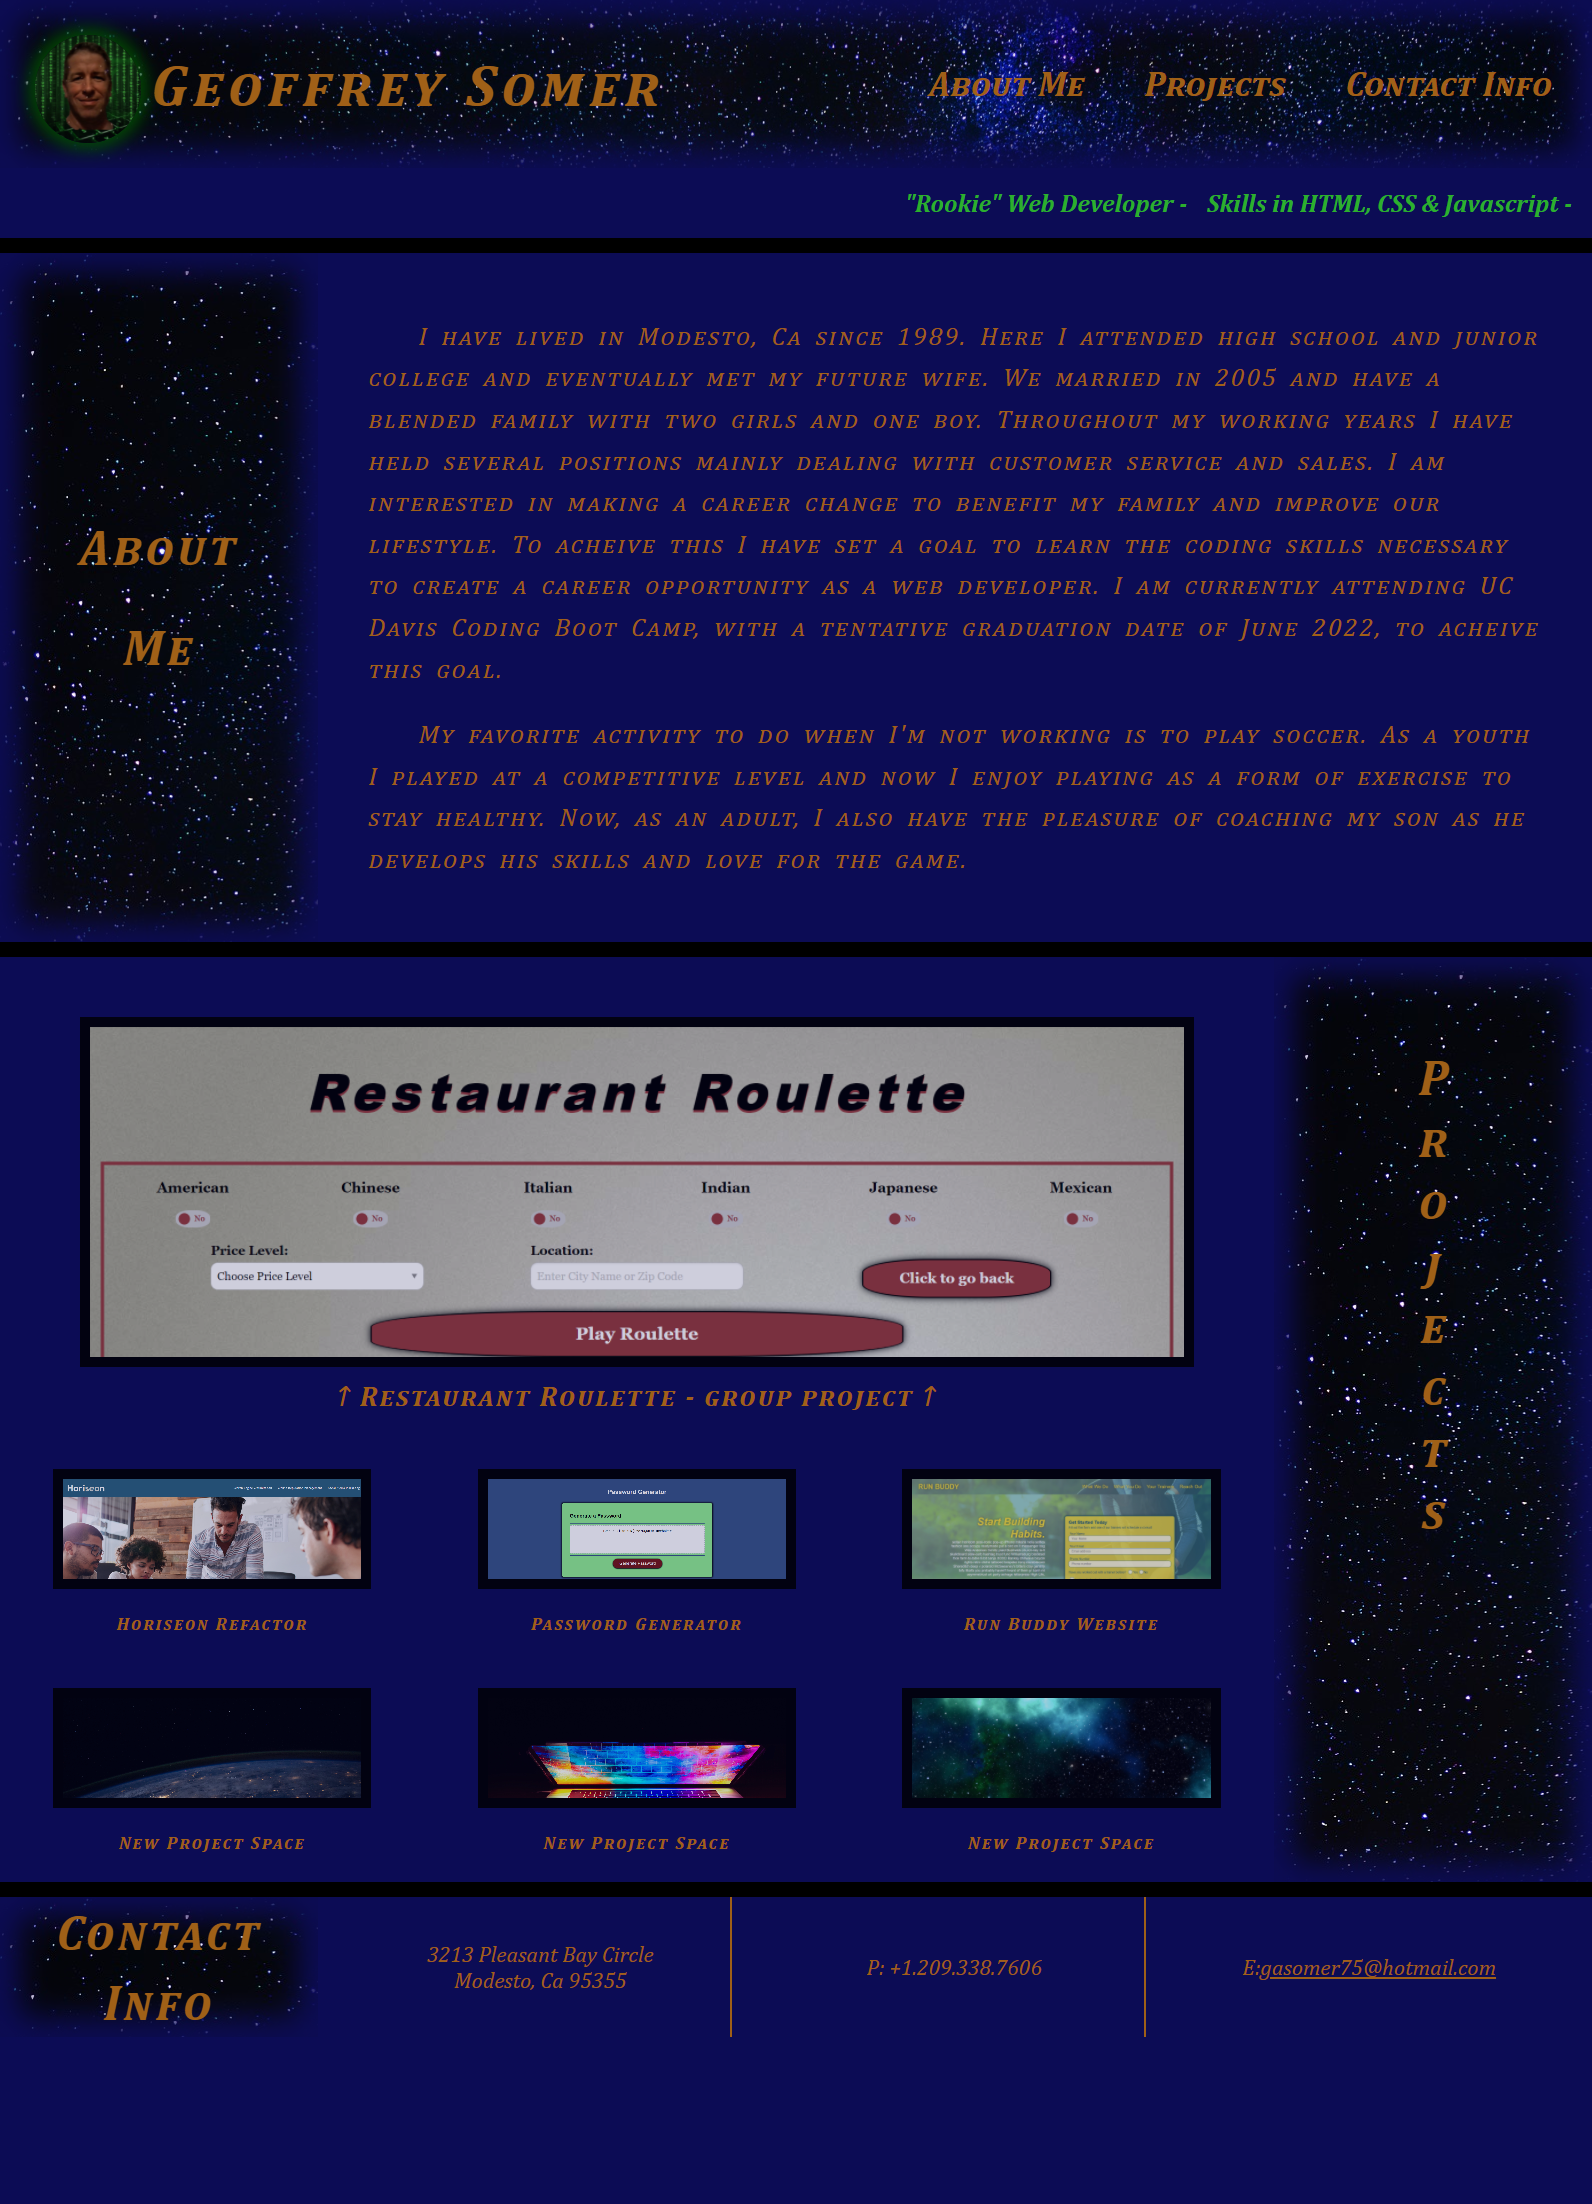 Geoffrey Somer
About Me
Projects
Contact Info
"Rookie" Web Developer - Skills in HTML, CSS & Javascript -
About
Me
I have lived in Modesto, Ca since 1989. Here I attended high school and junior
college and eventually met my future wife. We married in 2005 and have a
blended family with two girls and one boy. Throughout my working years I have
held several positions mainly dealing with customer service and sales. I am
interested in making a career change to benefit my family and improve our
lifestyle. To acheive this I have set a goal to learn the coding skills necessary
to create a career opportunity as a web developer. I am currently attending UC
Davis Coding Boot Camp, with a tentative graduation date of June 2022, to acheive
this goal.
My favorite activity to do when I'm not working is to play soccer. As a youth
I played at a competitive level and now I enjoy playing as a form of exercise to
stay healthy. Now, as an adult, I also have the pleasure of coaching my son as he
develops his skills and love for the game.
Restaurant Roulette
American Chinese Italian Indian Japanese Mexican
No No No No No No
Price Level: Location:
Choose Price Level Enter City Name or Zip Code Click to go back
Play Roulette
↑ Restaurant Roulette - group project ↑
P
R
O
J
E
C
T
S
Horiseon
Password Generator
Generate a Password
Generate Password
RUN BUDDY
Start Building
Habits.
Get Started Today
Horiseon Refactor
Password Generator
Run Buddy Website
New Project Space
New Project Space
New Project Space
Contact
Info
3213 Pleasant Bay Circle
Modesto, Ca 95355
P: +1.209.338.7606
E:gasomer75@hotmail.com